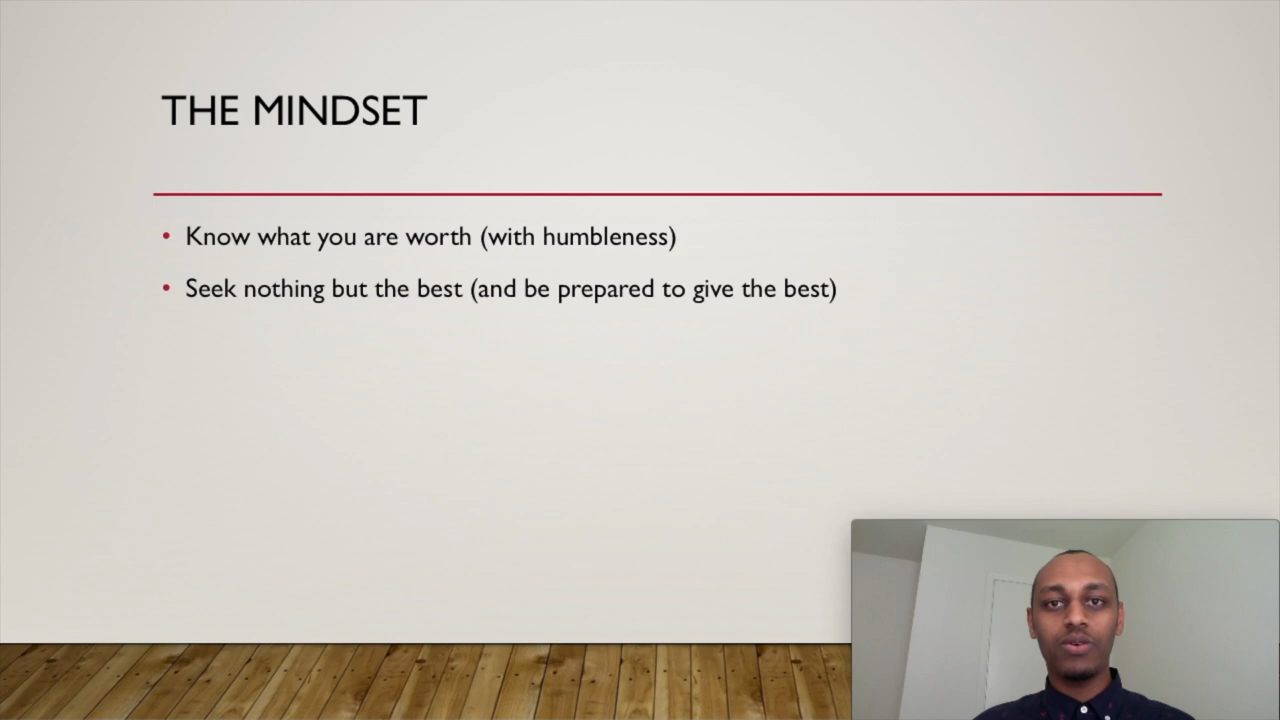 THE MINDSET
• Know what you are worth (with humbleness)
• Seek nothing but the best (and be prepared to give the best)